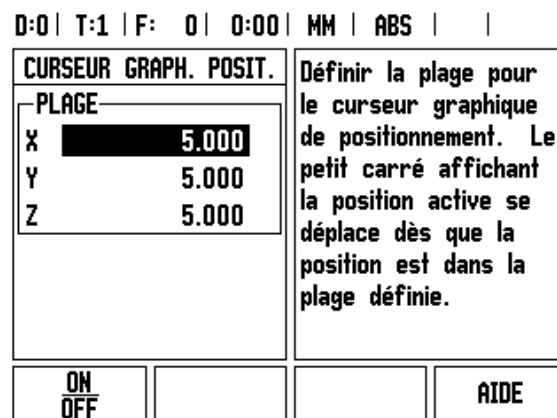 D:0 | T:1 | F: 0 | 0:00 | MM | ABS | |
CURSEUR GRAPH. POSIT.
PLAGE
X 5.000
Y 5.000
Z 5.000
Définir la plage pour
le curseur graphique
de positionnement. Le
petit carré affichant
la position active se
déplace dès que la
position est dans la
plage définie.
ON
OFF
AIDE